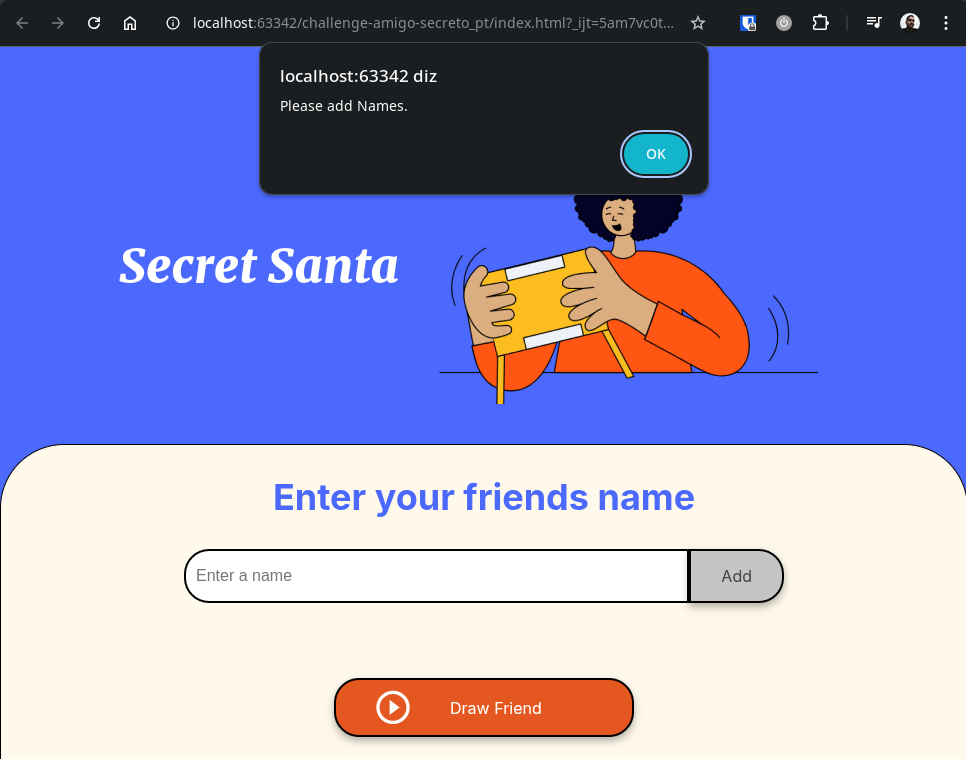 localhost:63342/challenge-amigo-secreto_pt/index.html?_ijt=5am7vc0t...
localhost:63342 diz
Please add Names.
OK
Secret Santa
Enter your friends name
Enter a name
Add
Draw Friend